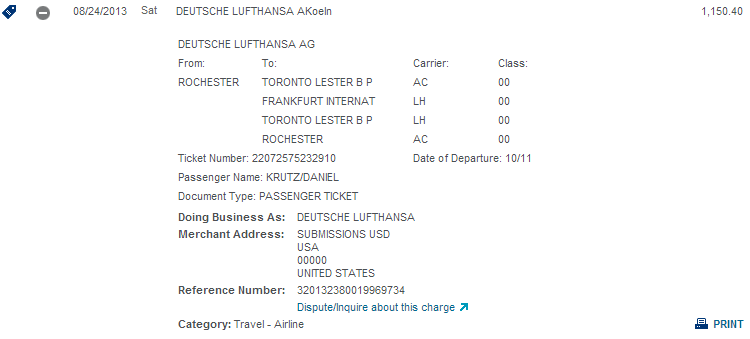 08/24/2013 Sat DEUTSCHE LUFTHANSA AKoeln 1,150.40
DEUTSCHE LUFTHANSA AG
From: To: Carrier: Class:
ROCHESTER TORONTO LESTER B P AC 00
FRANKFURT INTERNAT LH 00
TORONTO LESTER B P LH 00
ROCHESTER AC 00
Ticket Number: 22072575232910 Date of Departure: 10/11
Passenger Name: KRUTZ/DANIEL
Document Type: PASSENGER TICKET
Doing Business As: DEUTSCHE LUFTHANSA
Merchant Address: SUBMISSIONS USD
USA
00000
UNITED STATES
Reference Number: 320132380019969734
Dispute/Inquire about this charge
Category: Travel - Airline PRINT